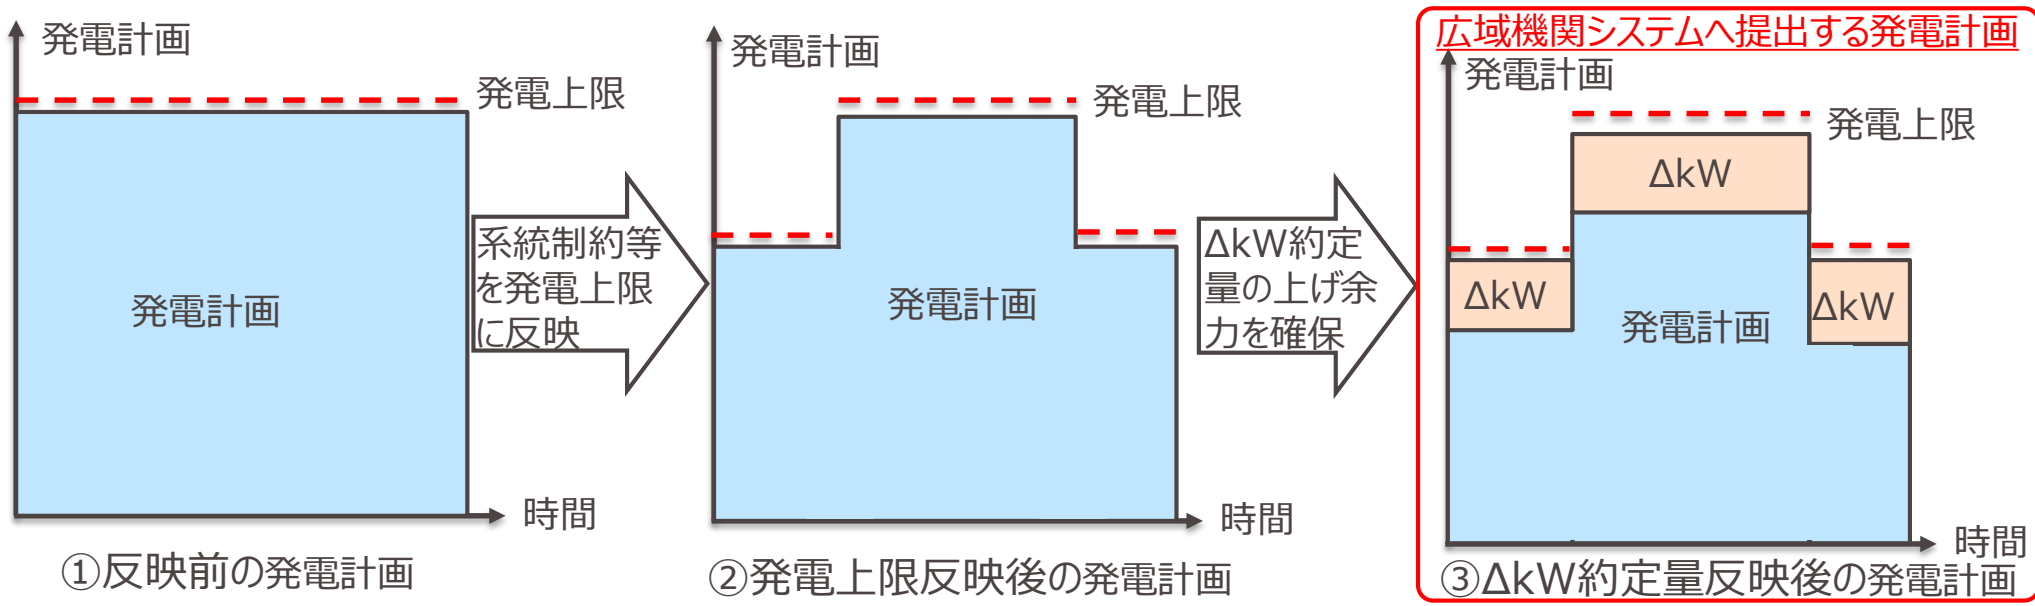 発電計画
発電上限
発電計画
時間
①反映前の発電計画
系統制約等
を発電上限
に反映
発電計画
発電上限
発電計画
時間
②発電上限反映後の発電計画
ΔkW約定
量の上げ余
力を確保
広域機関システムへ提出する発電計画
発電計画
発電上限
ΔkW
ΔkW
ΔkW
発電計画
時間
③ΔkW約定量反映後の発電計画